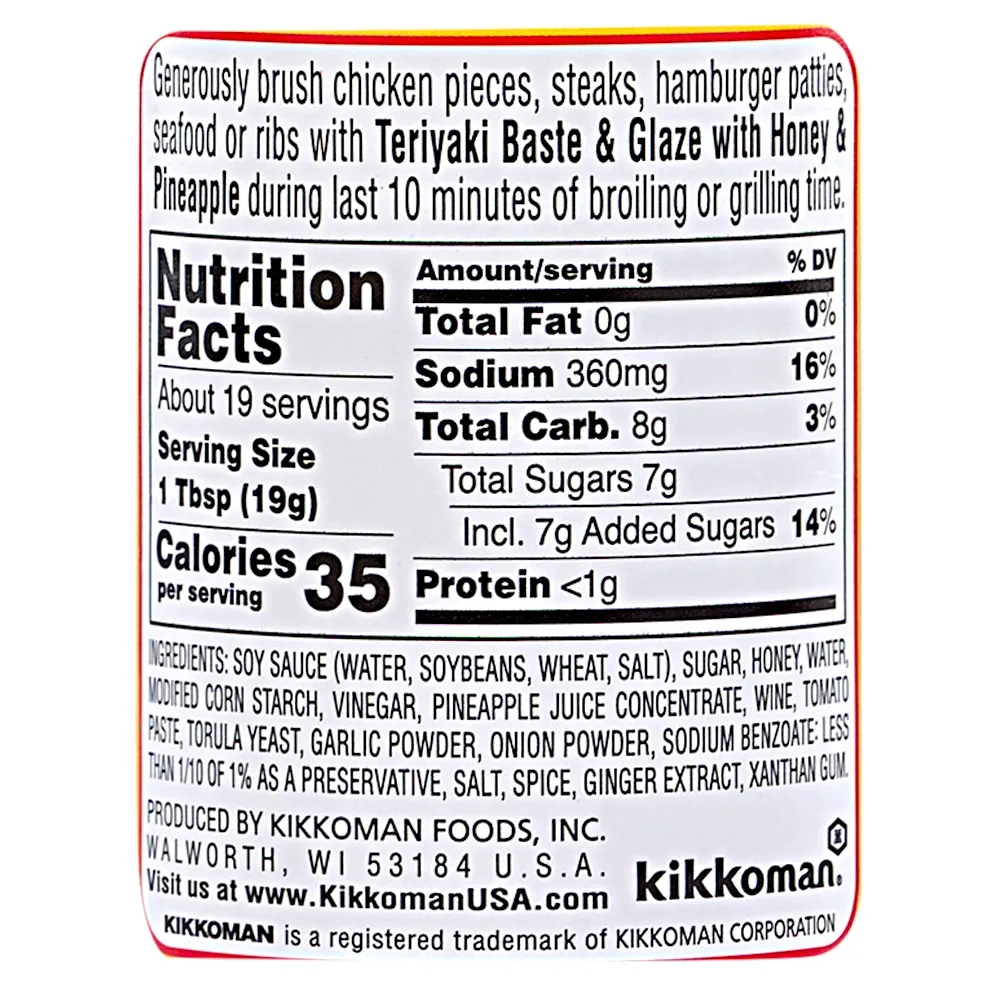 Generously brush chicken pieces, steaks, hamburger patties,
seafood or ribs with Teriyaki Baste & Glaze with Honey &
Pineapple during last 10 minutes of broiling or grilling time.
Nutrition
Facts
About 19 servings
Serving Size
1 Tbsp (19g)
Calories 35
per serving
Amount/serving % DV
Total Fat 0g 0%
Sodium 360mg 16%
Total Carb. 8g 3%
Total Sugars 7g
Incl. 7g Added Sugars 14%
Protein <1g
INGREDIENTS: SOY SAUCE (WATER, SOYBEANS, WHEAT, SALT), SUGAR, HONEY, WATER,
MODIFIED CORN STARCH, VINEGAR, PINEAPPLE JUICE CONCENTRATE, WINE, TOMATO
PASTE, TORULA YEAST, GARLIC POWDER, ONION POWDER, SODIUM BENZOATE: LESS
THAN 1/10 OF 1% AS A PRESERVATIVE, SALT, SPICE, GINGER EXTRACT, XANTHAN GUM.
PRODUCED BY KIKKOMAN FOODS, INC.
WALWORTH, WI 53184 U.S.A.
Visit us at www.KikkomanUSA.com
kikkoman®
KIKKOMAN is a registered trademark of KIKKOMAN CORPORATION